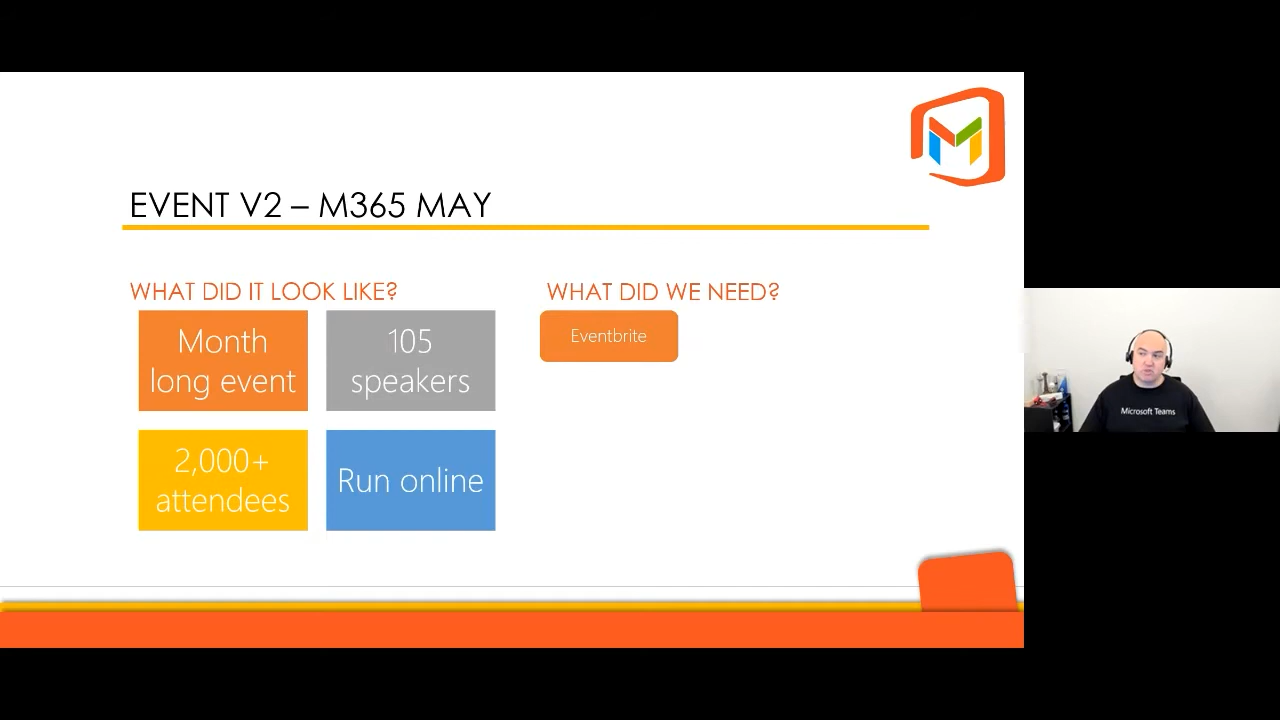 EVENT V2 – M365 MAY
WHAT DID IT LOOK LIKE?
Month
long event
105
speakers
2,000+
attendees
Run online
WHAT DID WE NEED?
Eventbrite
Microsoft Teams